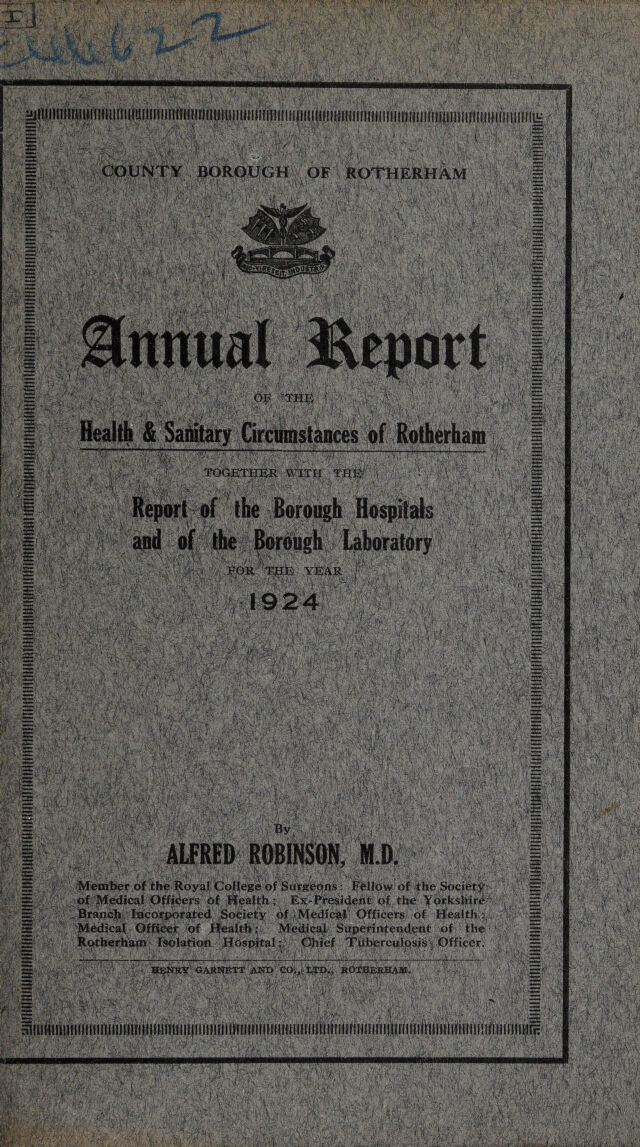 I
622
COUNTY BOROUGH OF ROTHERHAM
Annual Report
OF THE
Health & Sanitary Circumstances of Rotherham
TOGETHER WITH THE
Report of the Borough Hospitals
and of the Borough Laboratory
FOR THE YEAR
1924
By
ALFRED ROBINSON, M.D.
Member of the Royal College of Surgeons: Fellow of the Society
of Medical Officers of Health; Ex-President of the Yorkshire
Branch Incorporated Society of Medical Officers of Health;
Medical Officer of Health; Medical Superintendent of the
Rotherham Isolation Hospital; Chief Tuberculosis Officer.
HENRY GARNETT AND CO., LTD., ROTHERHAM.